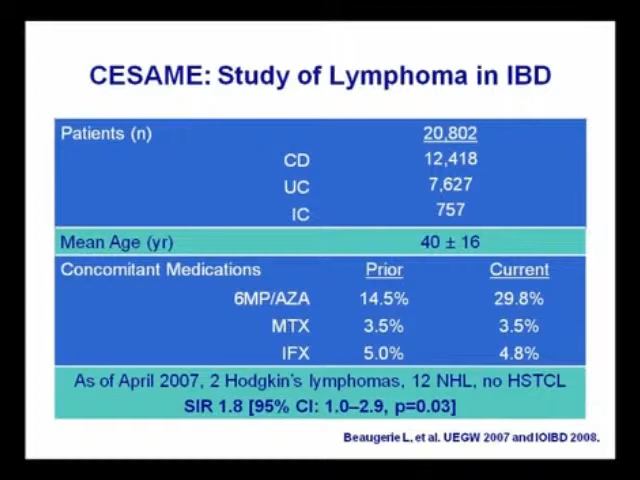 CESAME: Study of Lymphoma in IBD
Patients (n) 20,802
CD 12,418
UC 7,627
IC 757
Mean Age (yr) 40 ± 16
Concomitant Medications Prior Current
6MP/AZA 14.5% 29.8%
MTX 3.5% 3.5%
IFX 5.0% 4.8%
As of April 2007, 2 Hodgkin's lymphomas, 12 NHL, no HSTCL
SIR 1.8 [95% CI: 1.0–2.9, p=0.03]
Beaugerie L, et al. UEGW 2007 and IOIBD 2008.